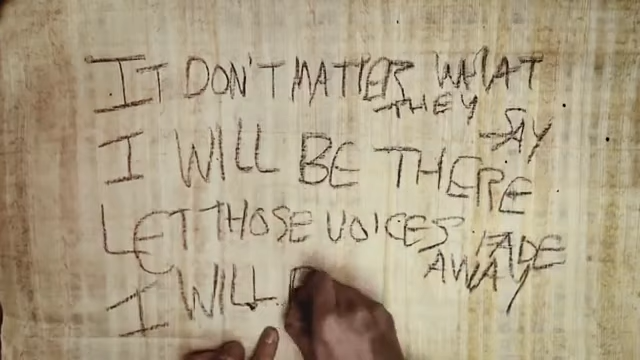 IT DON'T MATTER WHAT
THEY SAY
I WILL BE THERE
LET THOSE VOICES FADE
AWAY
I WILL